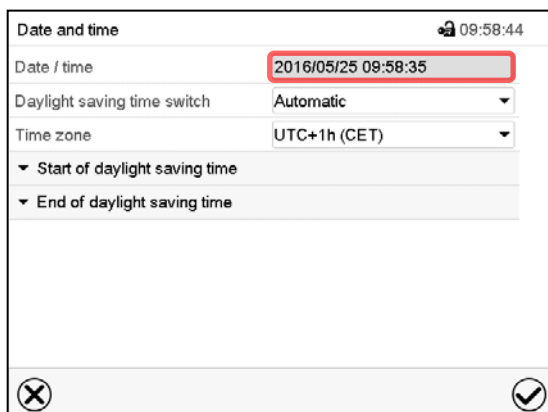 Date and time 09:58:44
Date / time 2016/05/25 09:58:35
Daylight saving time switch Automatic
Time zone UTC+1h (CET)
Start of daylight saving time
End of daylight saving time